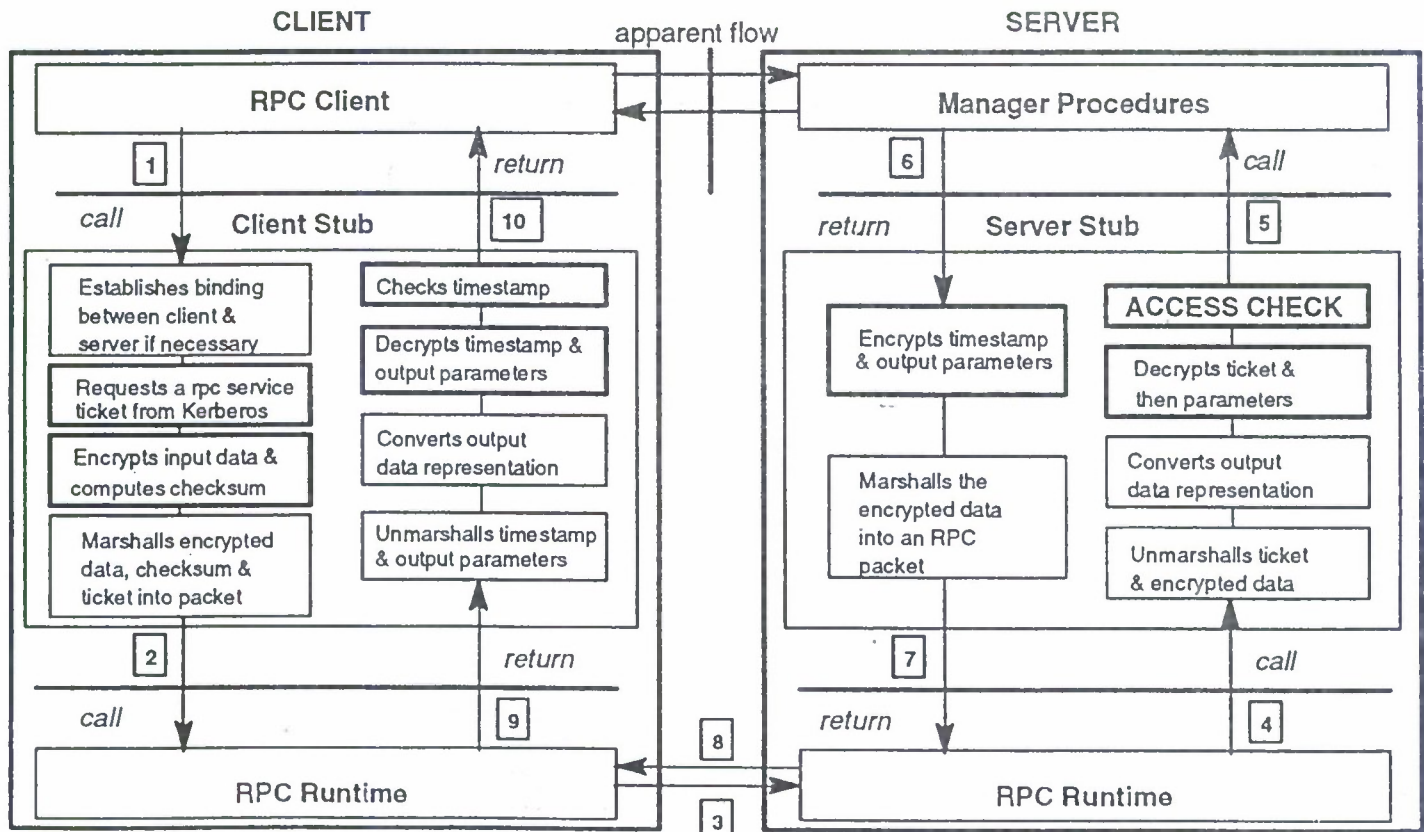 CLIENT
apparent flow
SERVER
RPC Client
Manager Procedures
1
return
6
call
call
Client Stub
10
return
Server Stub
5
Establishes binding
between client &
server if necessary
Requests a rpc service
ticket from Kerberos
Encrypts input data &
computes checksum
Marshalls encrypted
data, checksum &
ticket into packet
Checks timestamp
Decrypts timestamp &
output parameters
Converts output
data representation
Unmarshalls timestamp
& output parameters
Encrypts timestamp
& output parameters
Marshalls the
encrypted data
into an RPC
packet
ACCESS CHECK
Decrypts ticket &
then parameters
Converts output
data representation
Unmarshalls ticket
& encrypted data
2
return
7
call
call
9
return
4
8
RPC Runtime
RPC Runtime
3